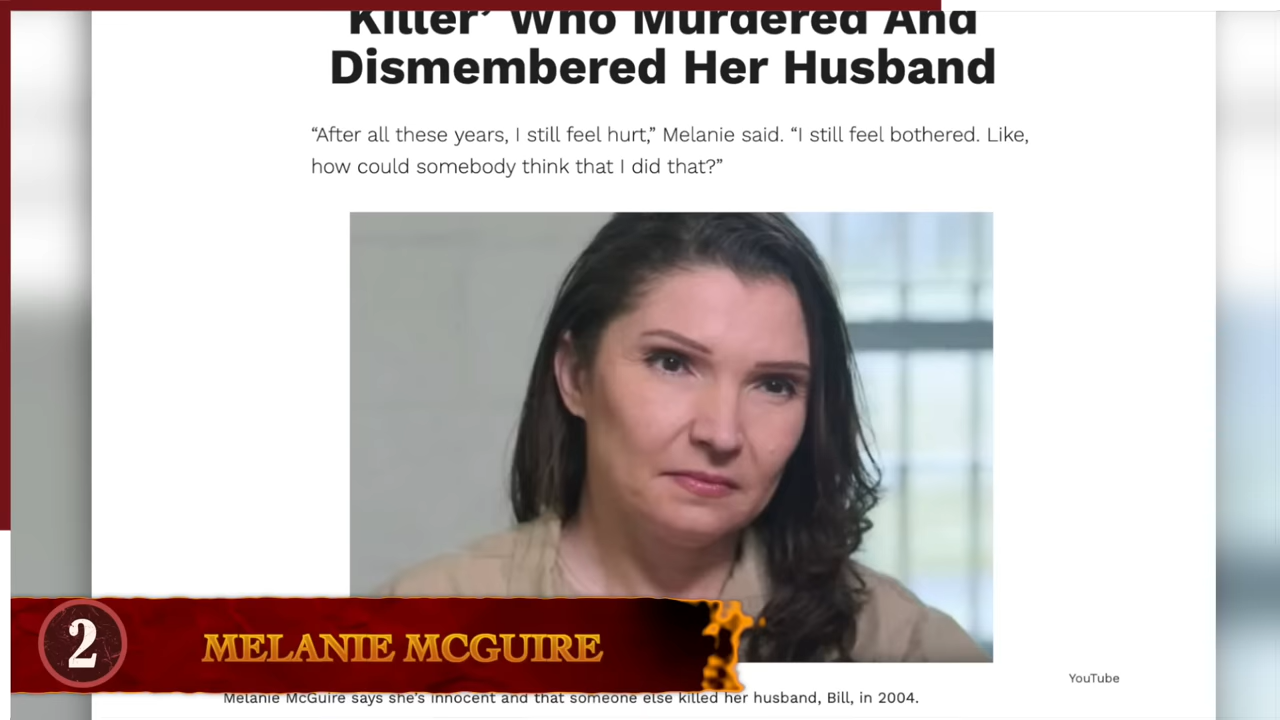 Killer’ Who Murdered And
Dismembered Her Husband
“After all these years, I still feel hurt,” Melanie said. “I still feel bothered. Like,
how could somebody think that I did that?”
2
MELANIE MCGUIRE
YouTube
Melanie McGuire says she's innocent and that someone else killed her husband, Bill, in 2004.